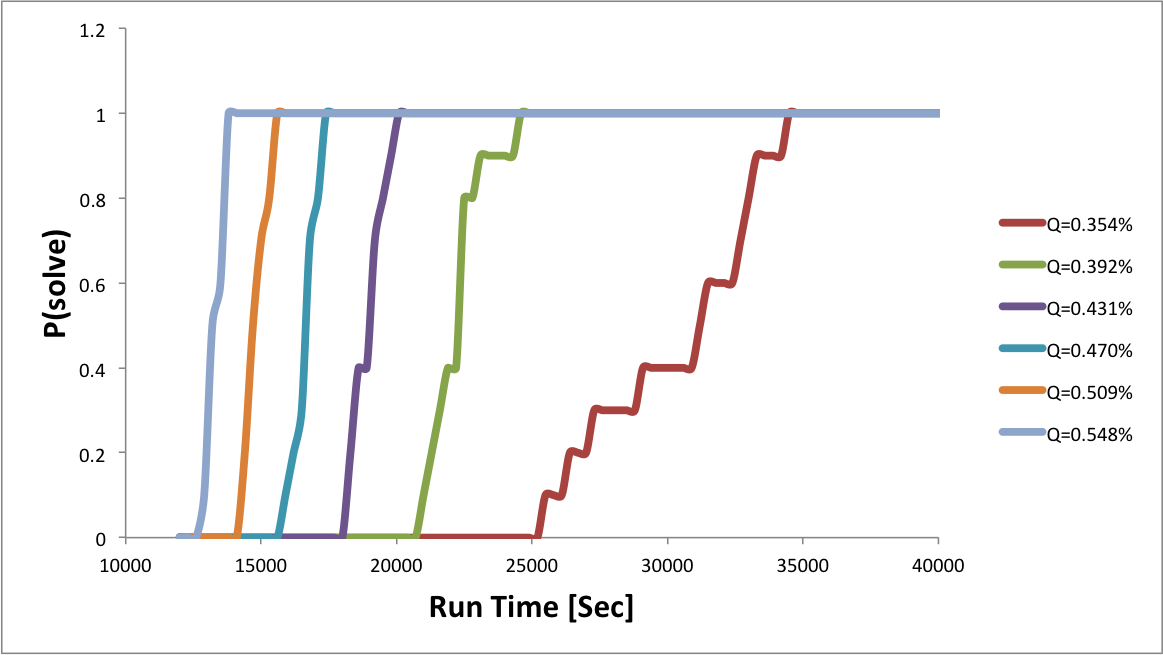 1.2
1
0.8
0.6
0.4
0.2
0
P(solve)
10000 15000 20000 25000 30000 35000 40000
Run Time [Sec]
Q=0.354%
Q=0.392%
Q=0.431%
Q=0.470%
Q=0.509%
Q=0.548%